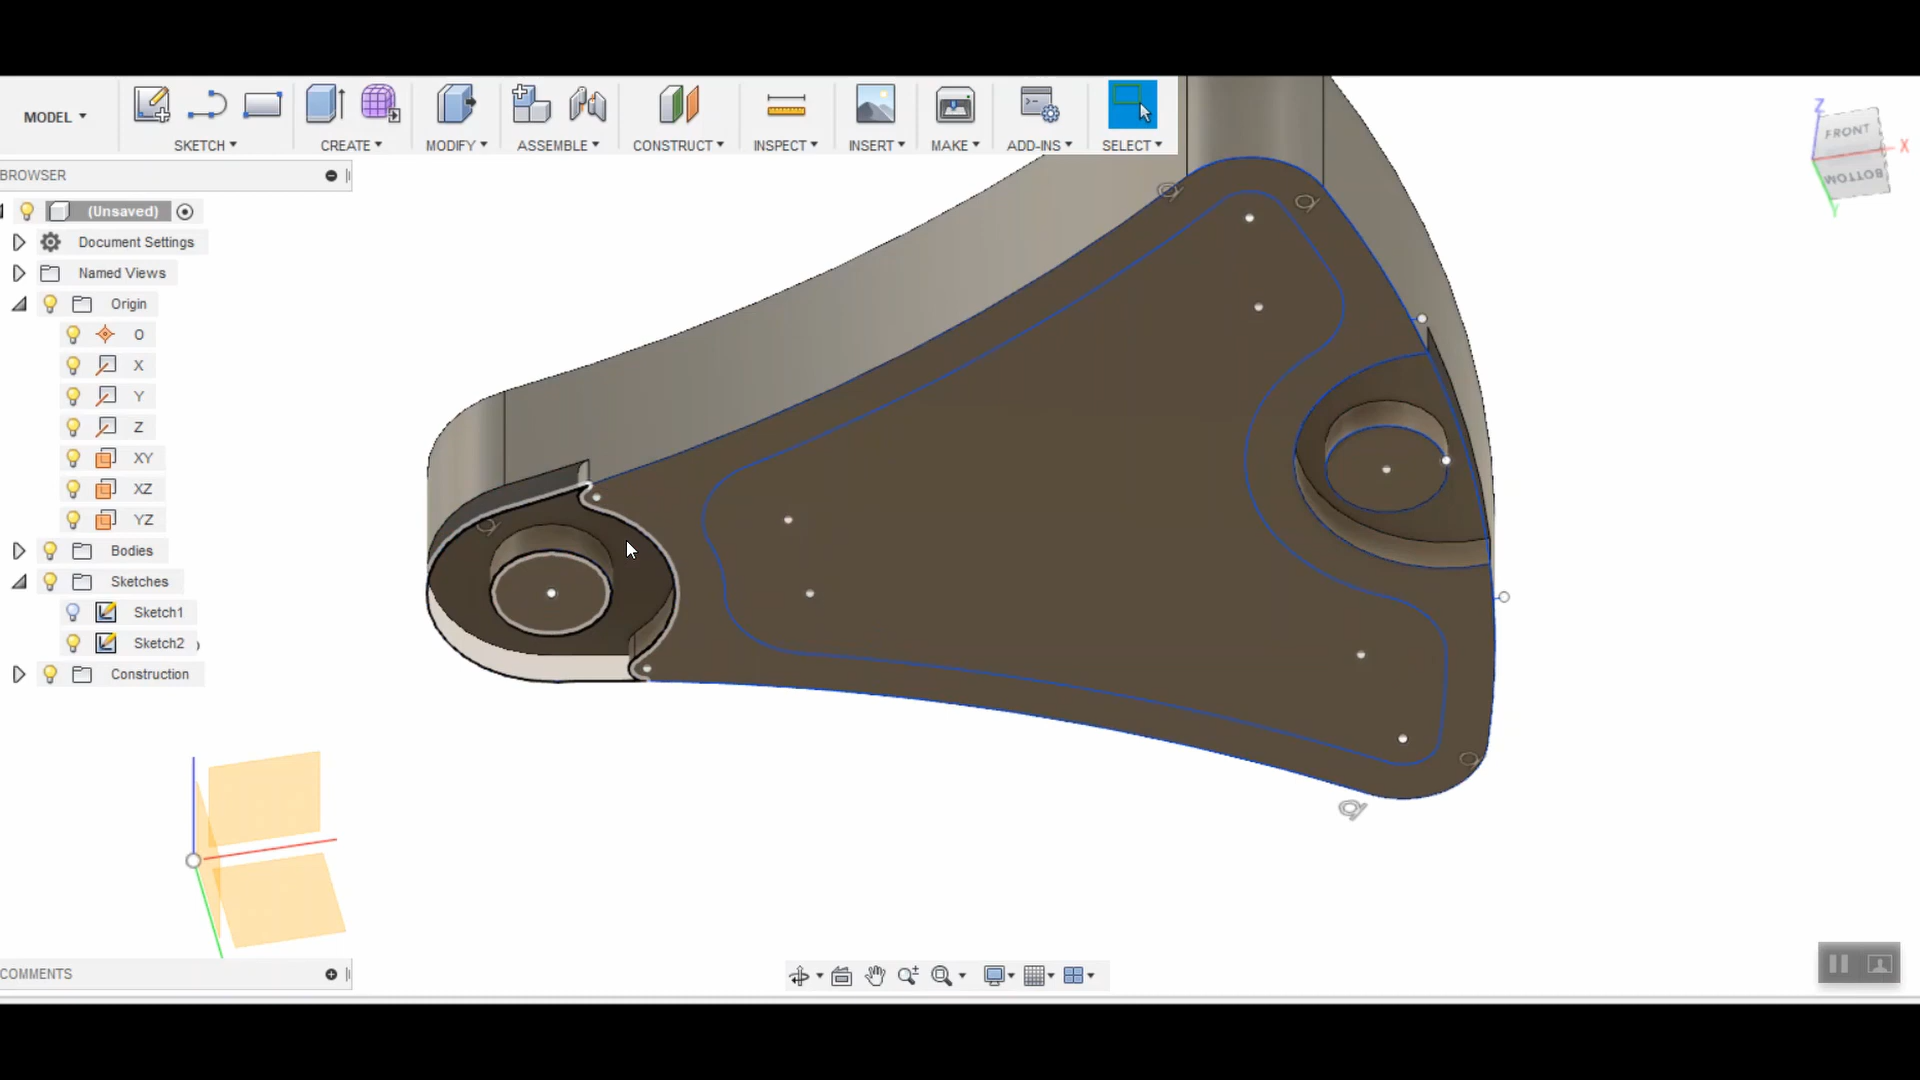 MODEL
SKETCH
CREATE
MODIFY
ASSEMBLE
CONSTRUCT
INSPECT
INSERT
MAKE
ADD-INS
SELECT
BROWSER
(Unsaved)
Document Settings
Named Views
Origin
O
X
Y
Z
XY
XZ
YZ
Bodies
Sketches
Sketch1
Sketch2
Construction
COMMENTS
Z
FRONT
X
BOTTOM
Y